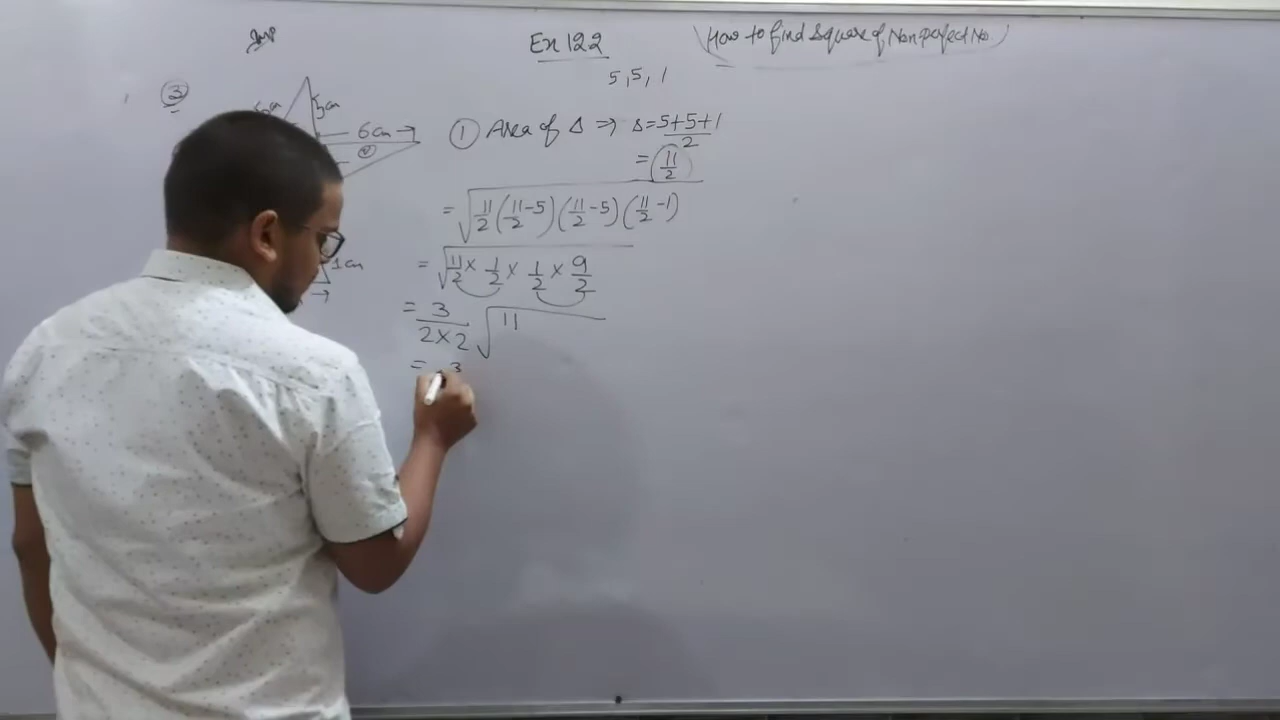 Imp
Ex 12.2
How to find Square of Non perfect No
5, 5, 1
③
5cm
6cm
① Area of Δ ⇒ s = 5+5+1 / 2
= 11/2
= √ 11/2 (11/2 - 5) (11/2 - 5) (11/2 - 1)
1cm
= √ 11/2 × 1/2 × 1/2 × 9/2
= 3 / 2×2 √ 11
= 3